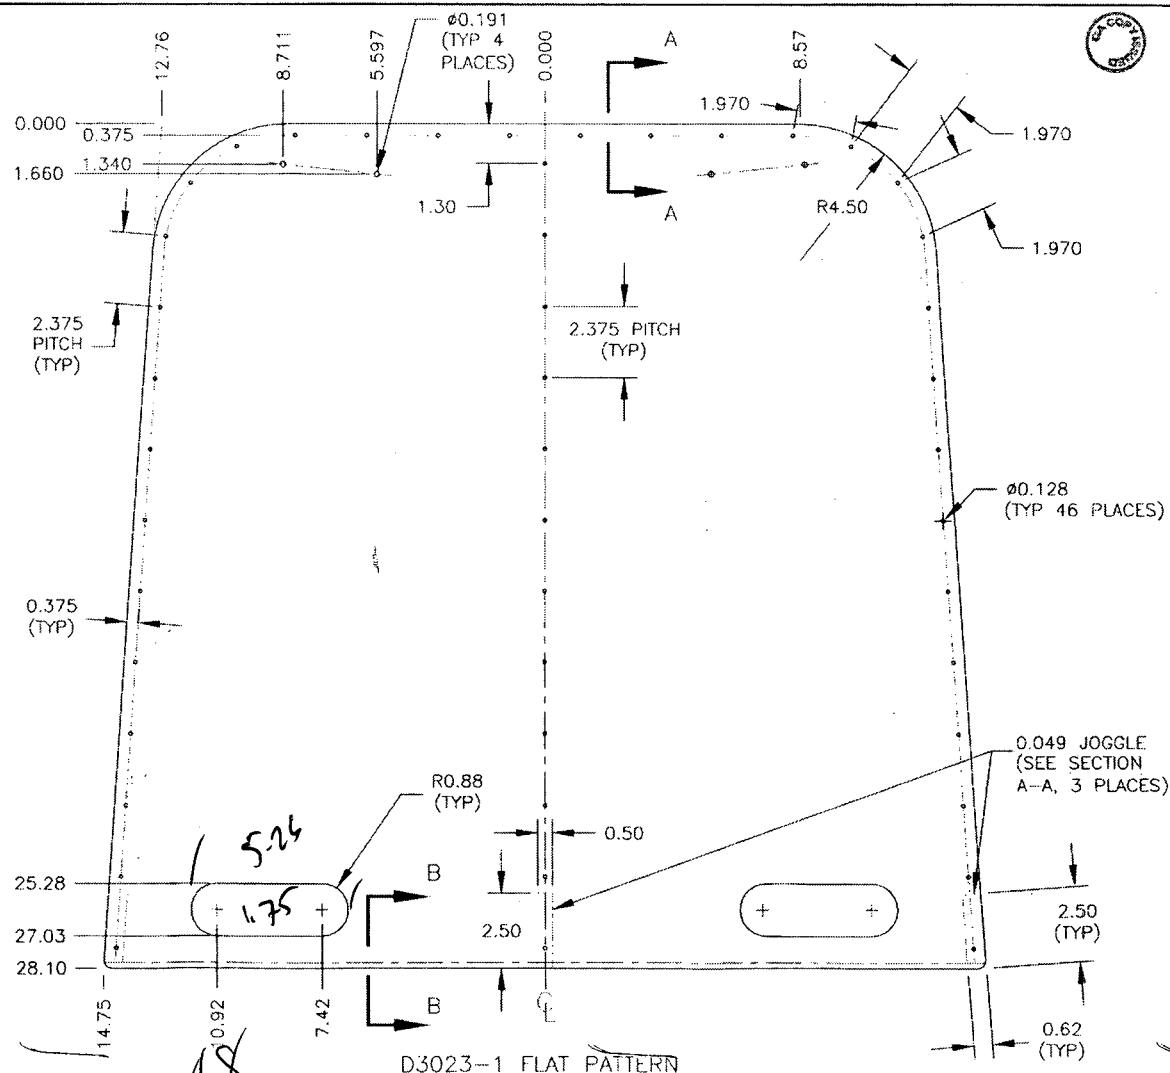 ø0.191
(TYP 4
PLACES)
12.76
8.711
5.597
0.000
A
8.57
0.000
0.375
1.340
1.660
1.970
1.970
1.30
A
R4.50
1.970
2.375
PITCH
(TYP)
2.375 PITCH
(TYP)
ø0.128
(TYP 46 PLACES)
0.375
(TYP)
0.049 JOGGLE
(SEE SECTION
A-A, 3 PLACES)
R0.88
(TYP)
0.50
5.26
25.28
B
1.75
2.50
2.50
(TYP)
27.03
28.10
14.75
10.92
7.42
B
CL
0.62
(TYP)
18
D3023-1 FLAT PATTERN